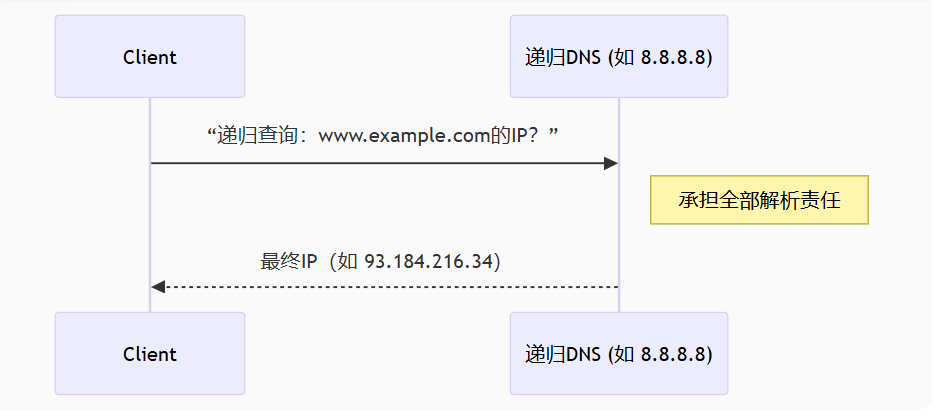 Client
递归DNS (如 8.8.8.8)
“递归查询：www.example.com的IP？”
承担全部解析责任
最终IP（如 93.184.216.34）
Client
递归DNS (如 8.8.8.8)